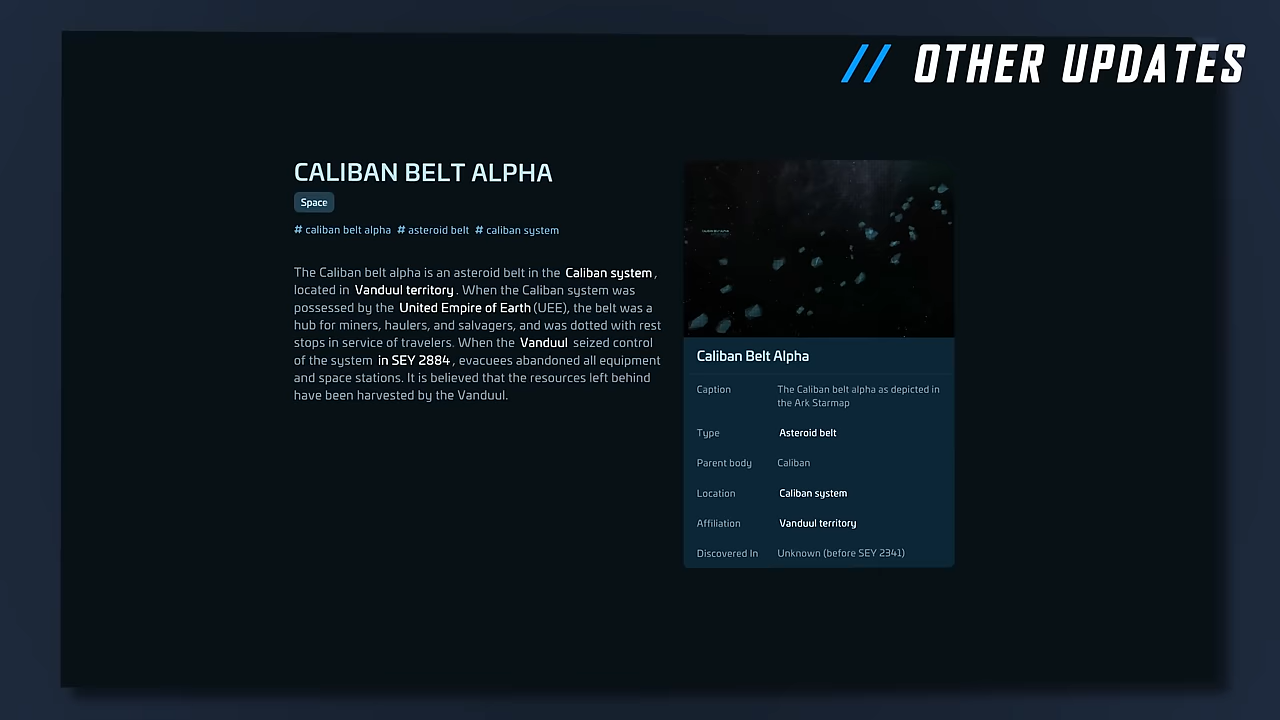 // OTHER UPDATES
CALIBAN BELT ALPHA
Space
# caliban belt alpha # asteroid belt # caliban system
The Caliban belt alpha is an asteroid belt in the Caliban system,
located in Vanduul territory. When the Caliban system was
possessed by the United Empire of Earth (UEE), the belt was a
hub for miners, haulers, and salvagers, and was dotted with rest
stops in service of travelers. When the Vanduul seized control
of the system in SEY 2884, evacuees abandoned all equipment
and space stations. It is believed that the resources left behind
have been harvested by the Vanduul.
CALIBAN BELT ALPHA
Caliban Belt Alpha
Caption The Caliban belt alpha as depicted in
the Ark Starmap
Type Asteroid belt
Parent body Caliban
Location Caliban system
Affiliation Vanduul territory
Discovered In Unknown (before SEY 2341)